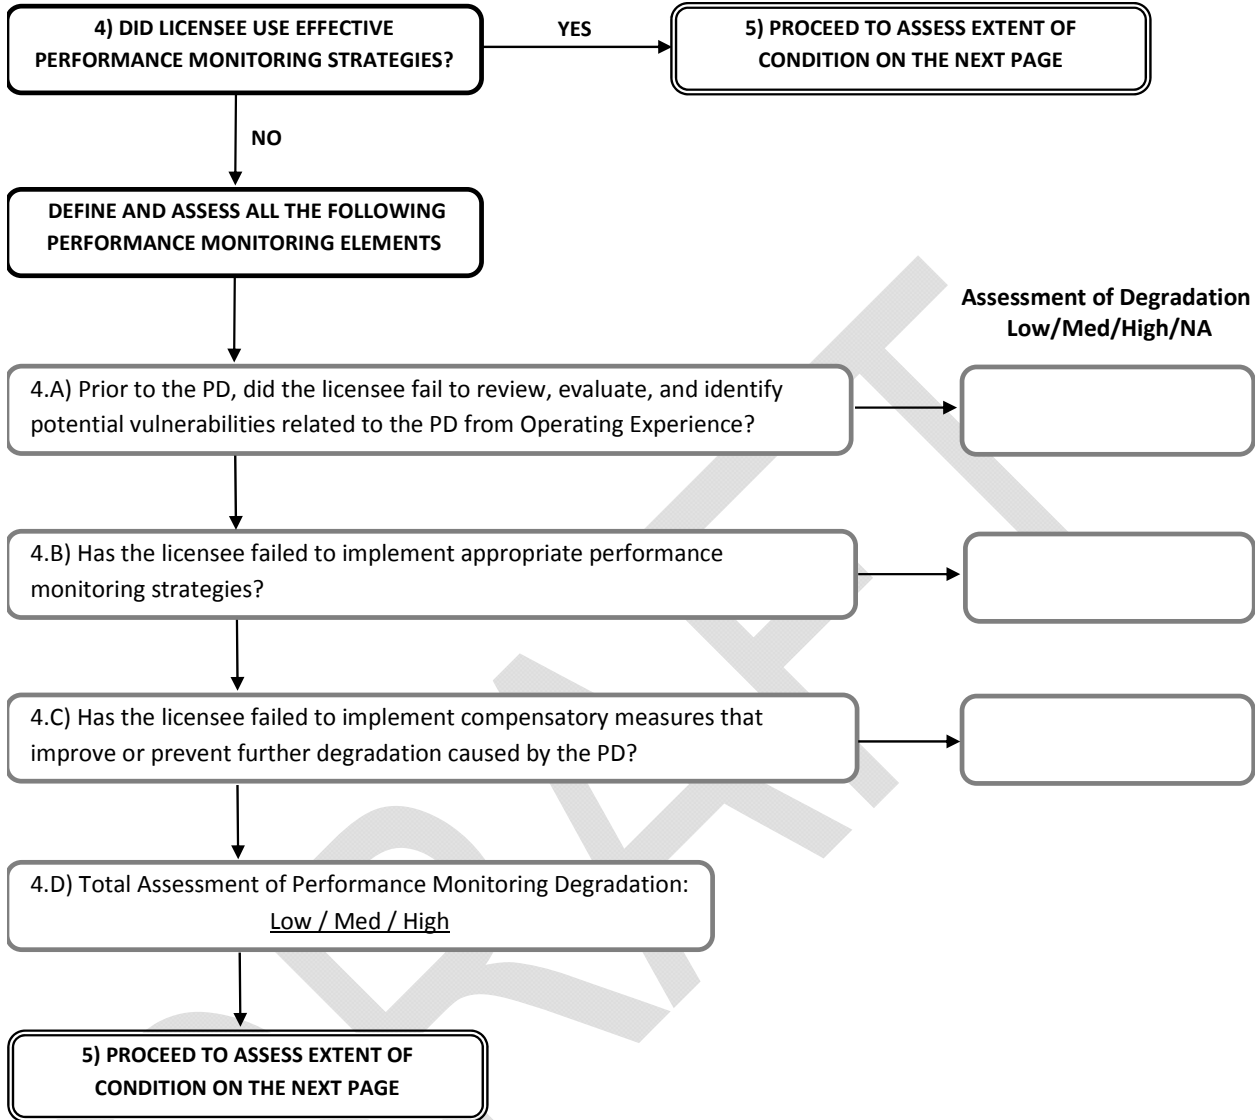 4) DID LICENSEE USE EFFECTIVE
PERFORMANCE MONITORING STRATEGIES?
YES
5) PROCEED TO ASSESS EXTENT OF
CONDITION ON THE NEXT PAGE
NO
DEFINE AND ASSESS ALL THE FOLLOWING
PERFORMANCE MONITORING ELEMENTS
Assessment of Degradation
Low/Med/High/NA
4.A) Prior to the PD, did the licensee fail to review, evaluate, and identify
potential vulnerabilities related to the PD from Operating Experience?
4.B) Has the licensee failed to implement appropriate performance
monitoring strategies?
4.C) Has the licensee failed to implement compensatory measures that
improve or prevent further degradation caused by the PD?
4.D) Total Assessment of Performance Monitoring Degradation:
Low / Med / High
5) PROCEED TO ASSESS EXTENT OF
CONDITION ON THE NEXT PAGE
DRAFT